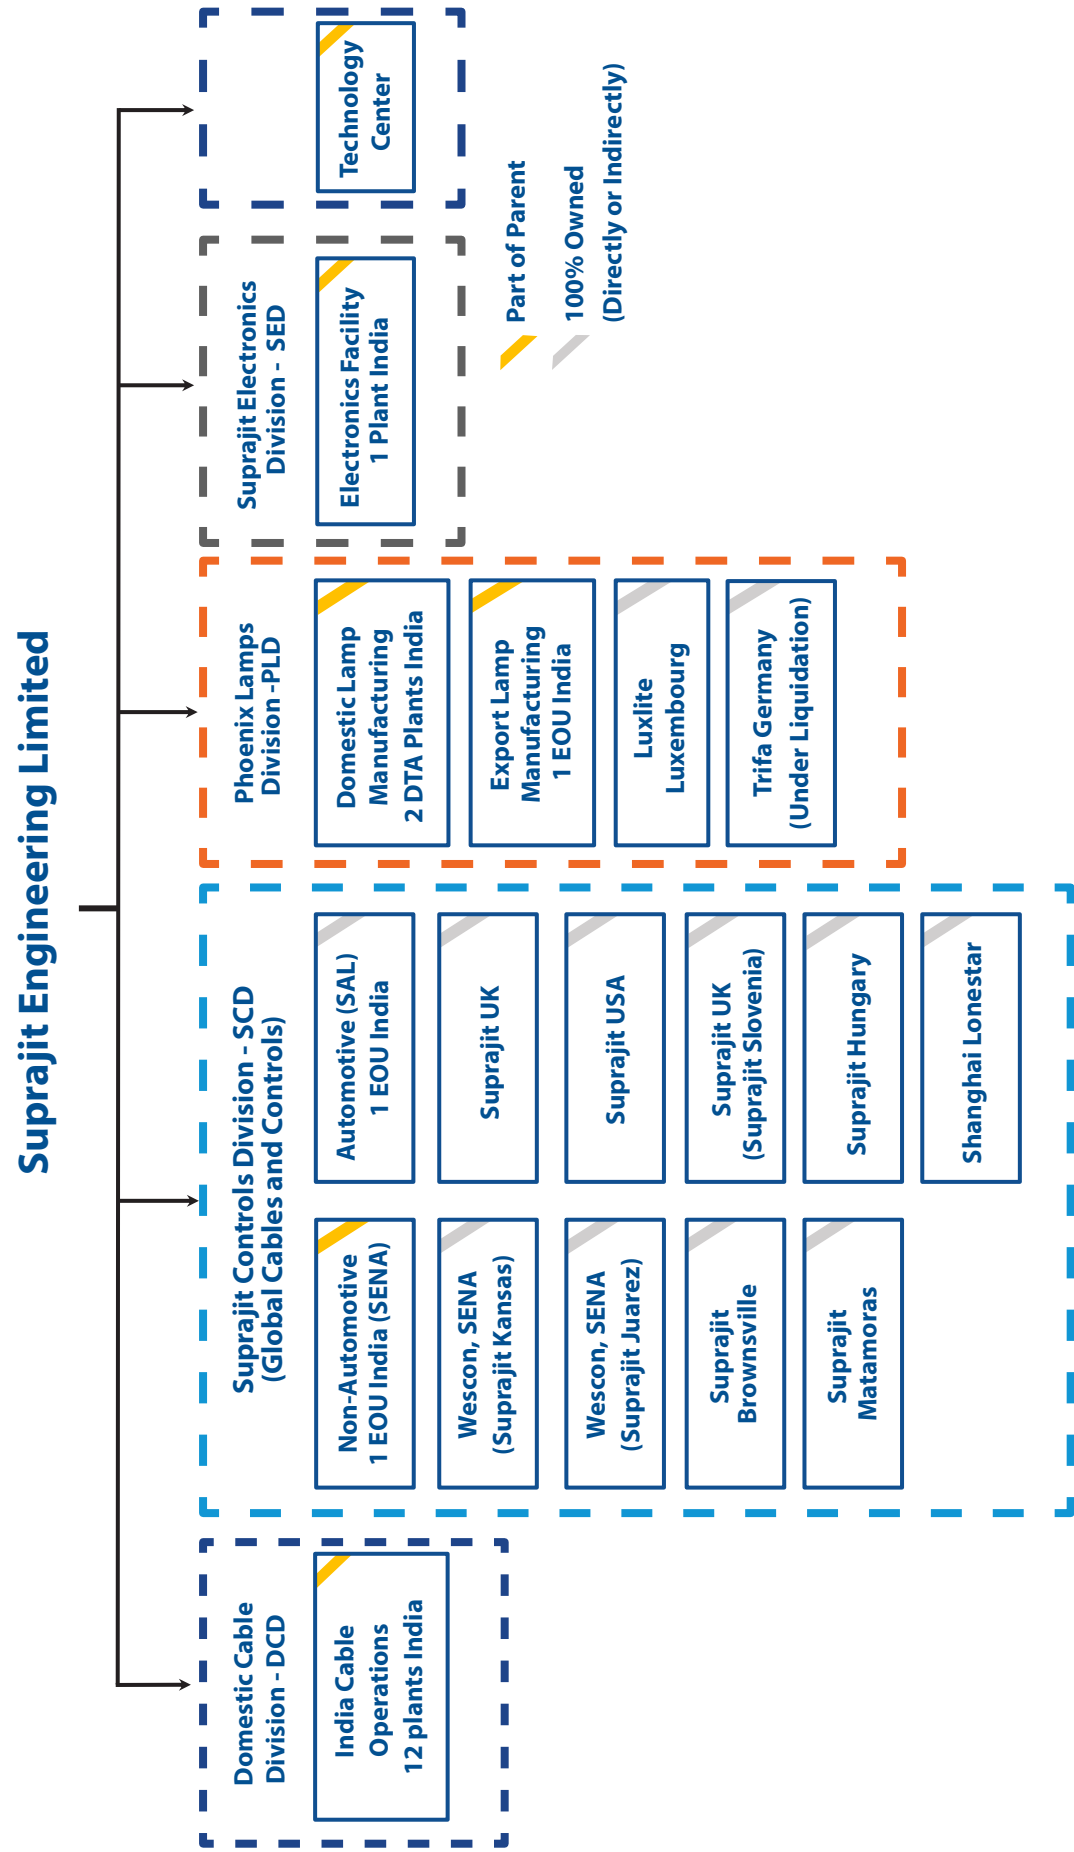 Suprajit Engineering Limited
Domestic Cable
Division - DCD
India Cable
Operations
12 plants India
Suprajit Controls Division - SCD
(Global Cables and Controls)
Non-Automotive
1 EOU India (SENA)
Wescon, SENA
(Suprajit Kansas)
Wescon, SENA
(Suprajit Juarez)
Suprajit
Brownsville
Suprajit
Matamoras
Automotive (SAL)
1 EOU India
Suprajit UK
Suprajit USA
Suprajit UK
(Suprajit Slovenia)
Suprajit Hungary
Shanghai Lonestar
Phoenix Lamps
Division -PLD
Domestic Lamp
Manufacturing
2 DTA Plants India
Export Lamp
Manufacturing
1 EOU India
Luxlite
Luxembourg
Trifa Germany
(Under Liquidation)
Suprajit Electronics
Division - SED
Electronics Facility
1 Plant India
Technology
Center
Part of Parent
100% Owned
(Directly or Indirectly)